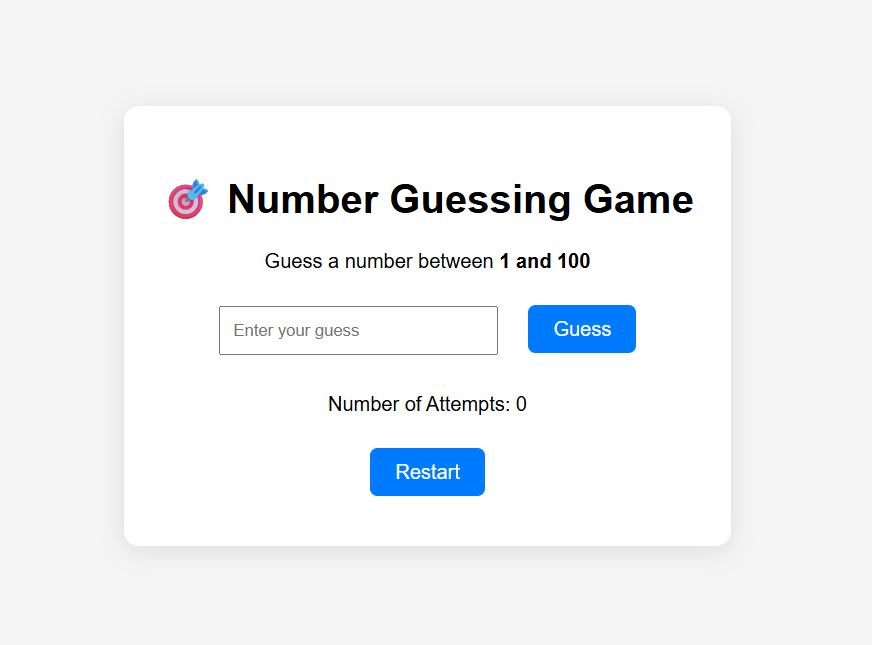 🎯 Number Guessing Game
Guess a number between 1 and 100
Enter your guess Guess
Number of Attempts: 0
Restart